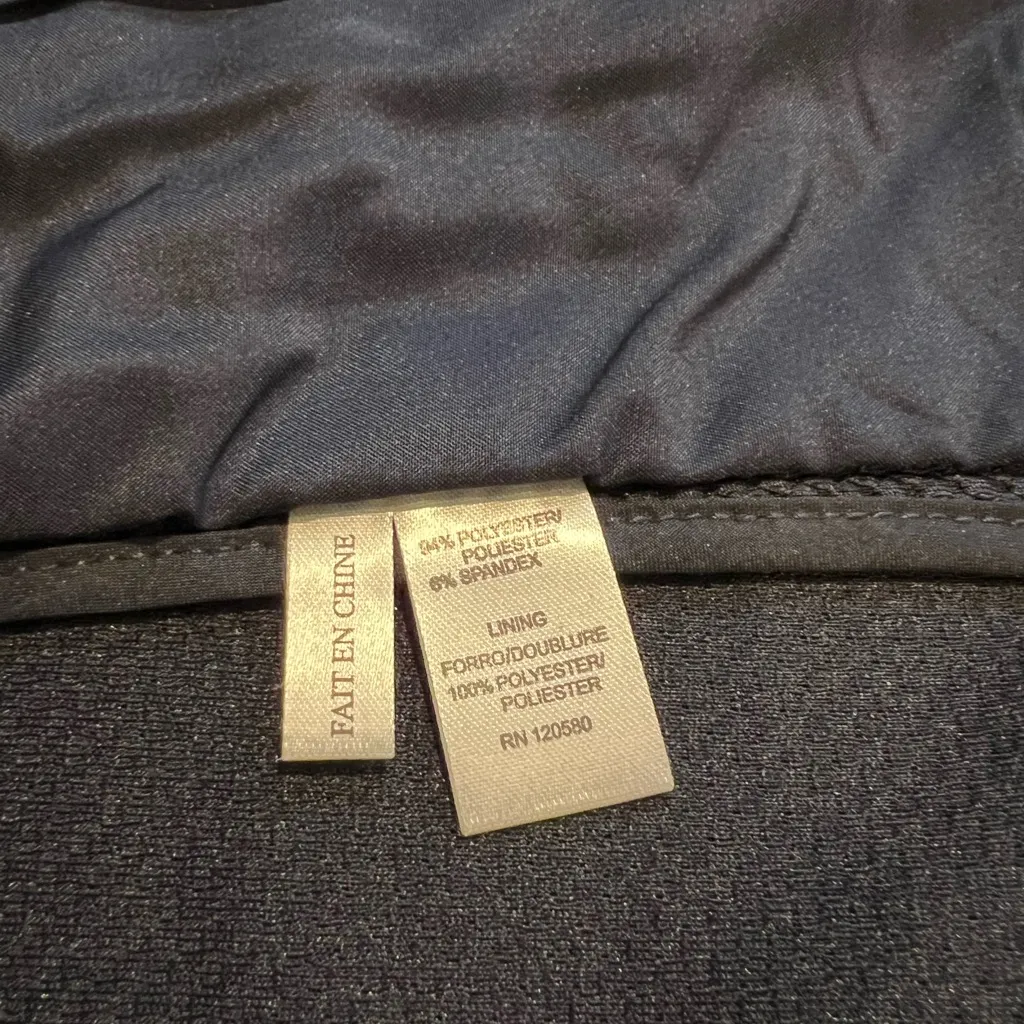 FAIT EN CHINE
94% POLYESTER/
POLIESTER
6% SPANDEX
LINING
FORRO/DOUBLURE
100% POLYESTER/
POLIESTER
RN 120580